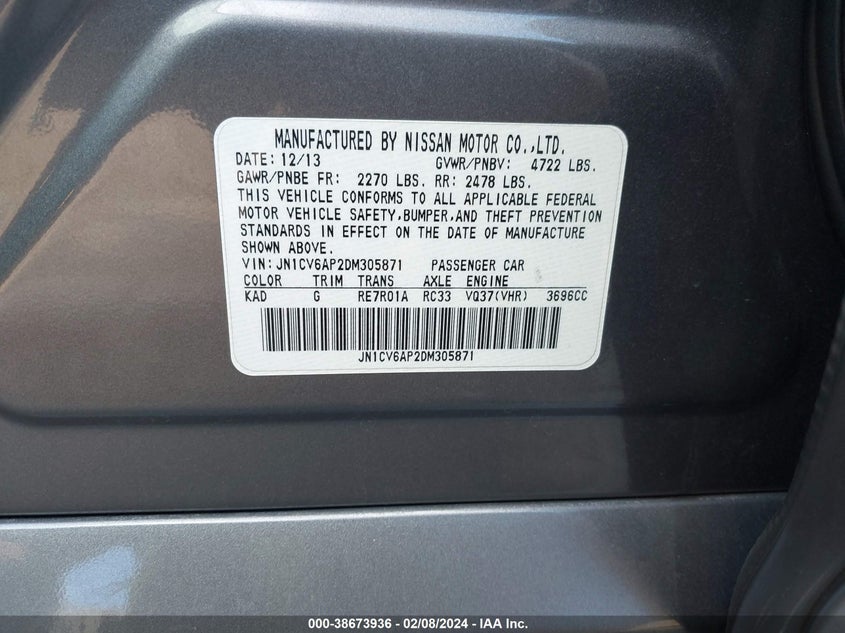 MANUFACTURED BY NISSAN MOTOR CO.,LTD.
DATE: 12/13 GVWR/PNBV: 4722 LBS.
GAWR/PNBE FR: 2270 LBS. RR: 2478 LBS.
THIS VEHICLE CONFORMS TO ALL APPLICABLE FEDERAL
MOTOR VEHICLE SAFETY,BUMPER,AND THEFT PREVENTION
STANDARDS IN EFFECT ON THE DATE OF MANUFACTURE
SHOWN ABOVE.
VIN: JN1CV6AP2DM305871 PASSENGER CAR
COLOR TRIM TRANS AXLE ENGINE
KAD G RE7R01A RC33 VQ37(VHR) 3696CC
JN1CV6AP2DM305871
000-38673936 - 02/08/2024 - IAA Inc.